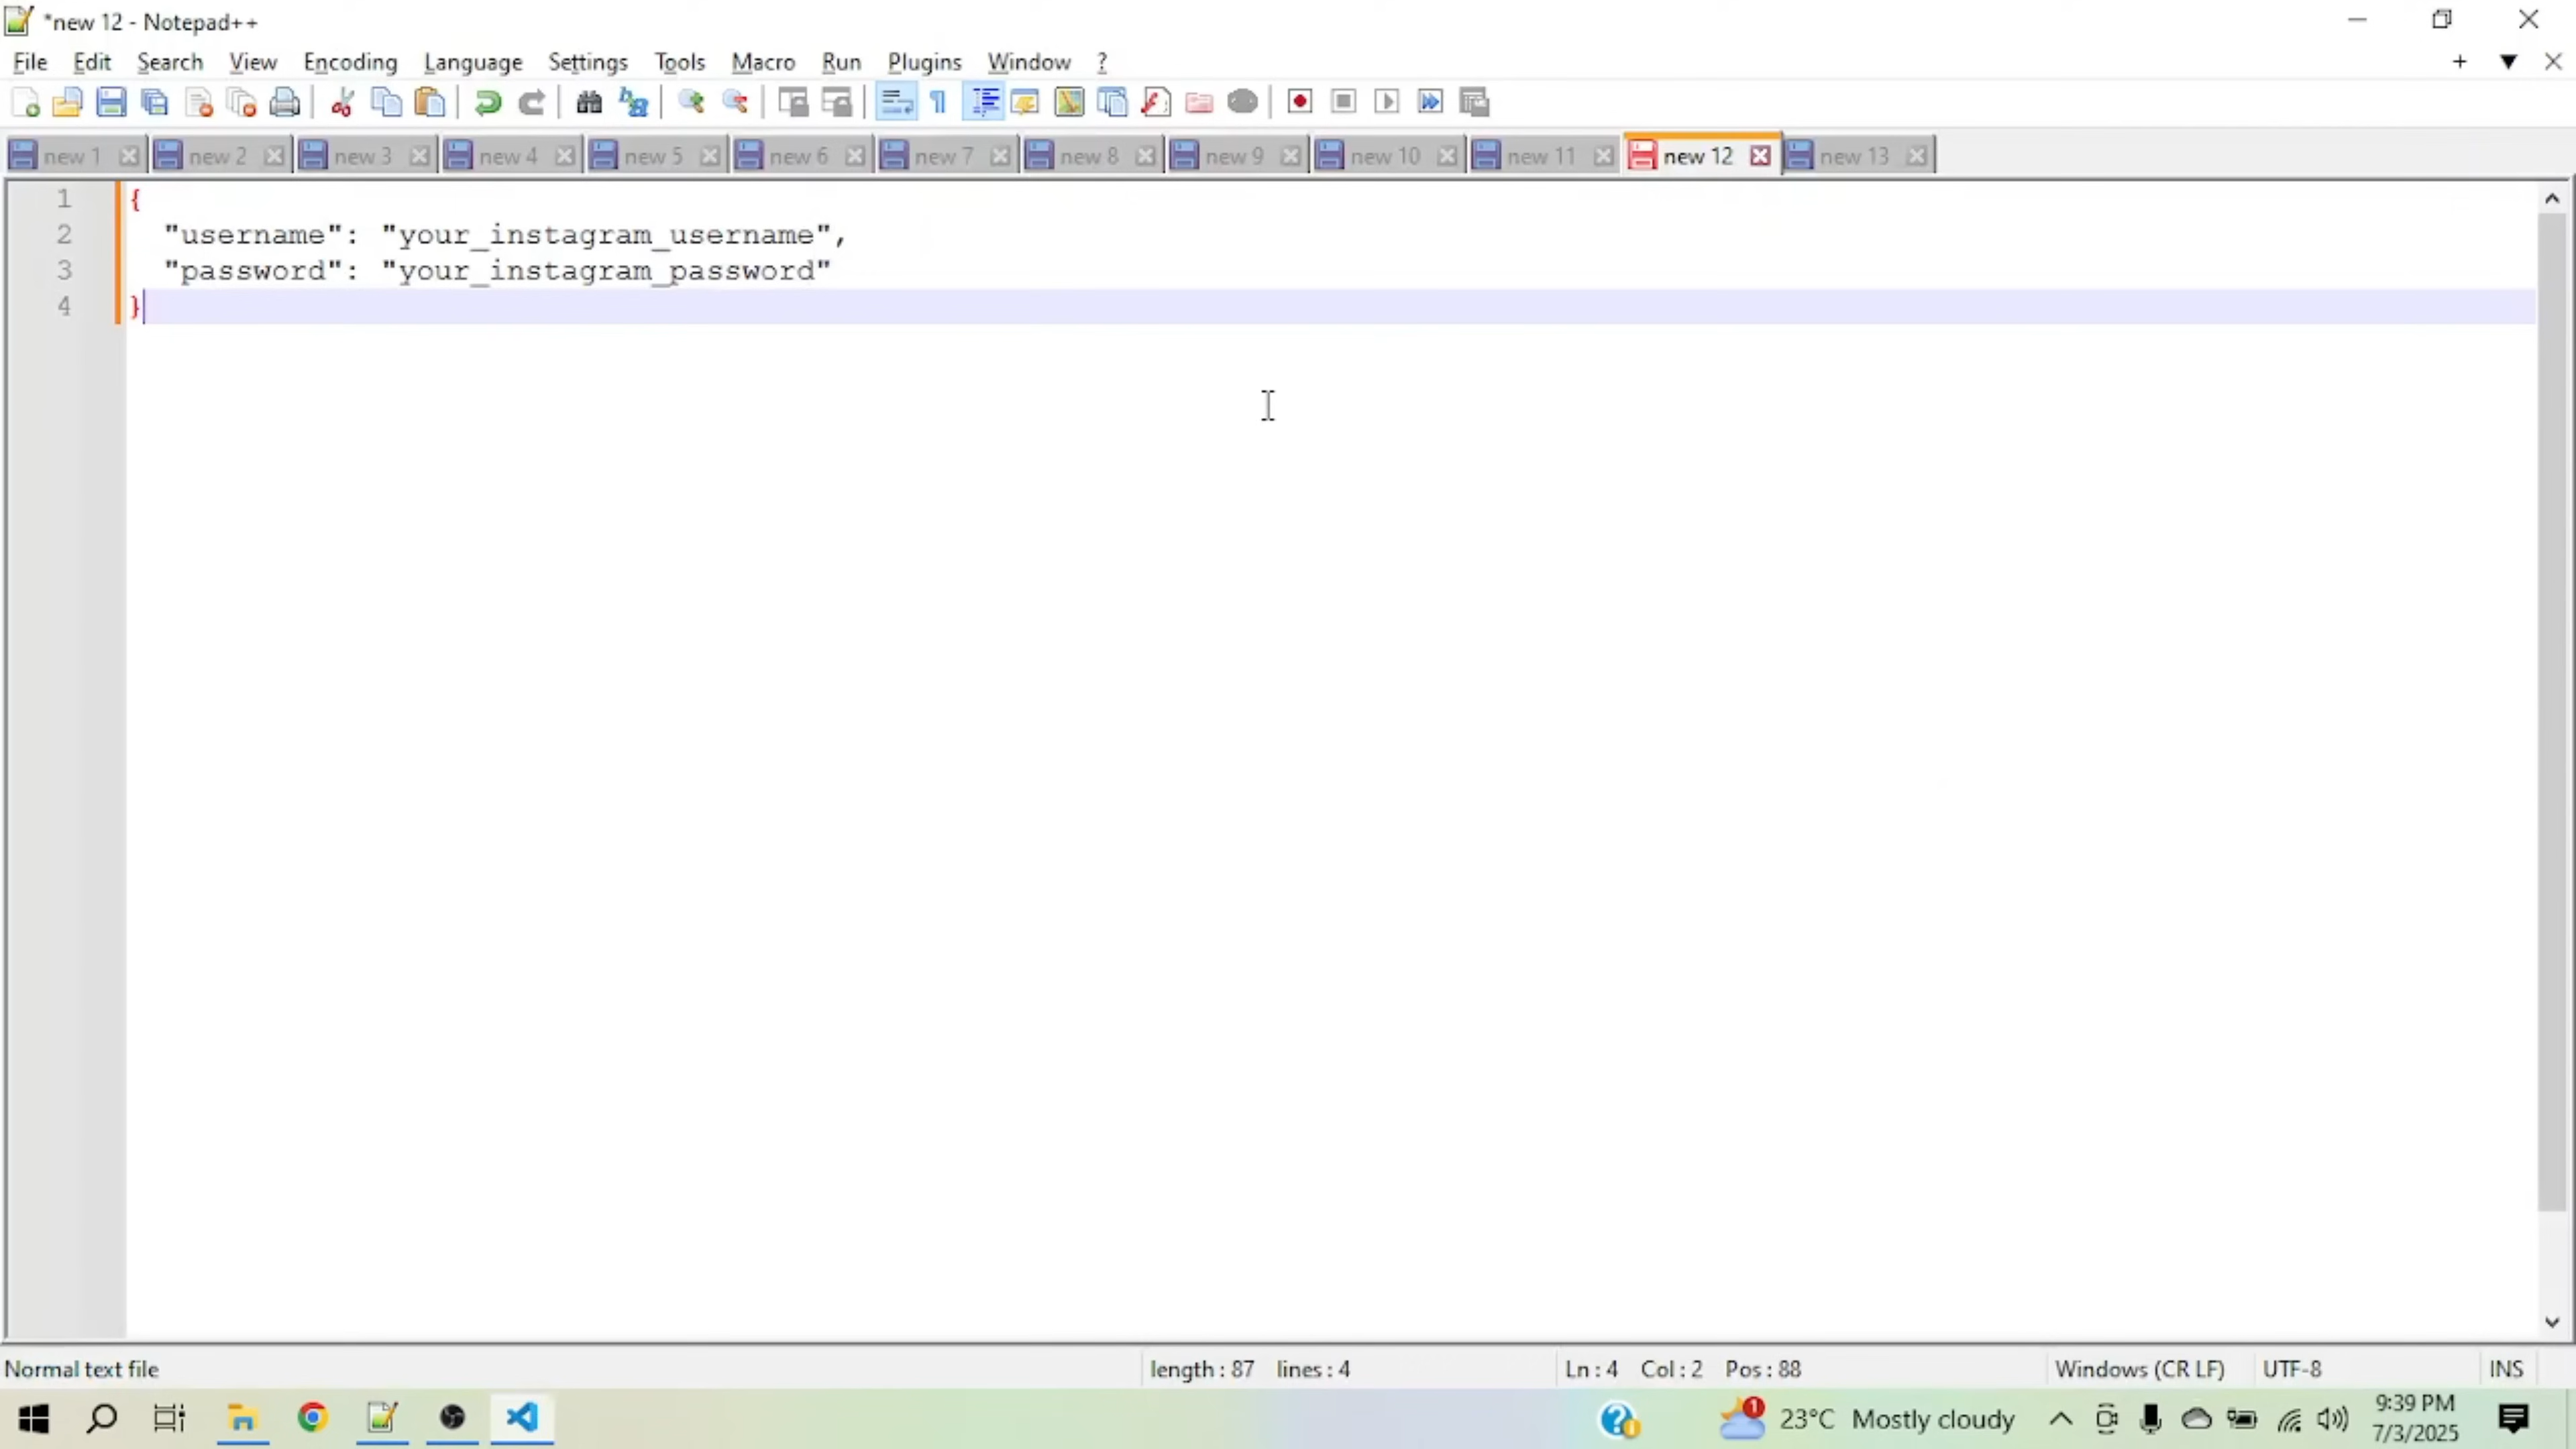 *new 12 - Notepad++
File Edit Search View Encoding Language Settings Tools Macro Run Plugins Window ?
new 1 new 2 new 3 new 4 new 5 new 6 new 7 new 8 new 9 new 10 new 11 new 12 new 13
1 {
2 "username": "your_instagram_username",
3 "password": "your_instagram_password"
4 }
Normal text file length : 87 lines : 4 Ln : 4 Col : 2 Pos : 88 Windows (CR LF) UTF-8 INS
1 23°C Mostly cloudy 9:39 PM
7/3/2025